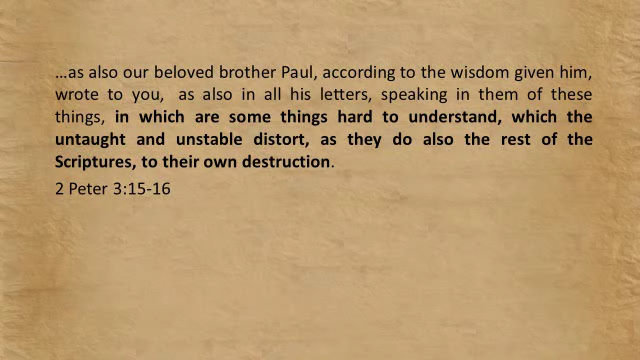 …as also our beloved brother Paul, according to the wisdom given him,
wrote to you, as also in all his letters, speaking in them of these
things, in which are some things hard to understand, which the
untaught and unstable distort, as they do also the rest of the
Scriptures, to their own destruction.
2 Peter 3:15-16